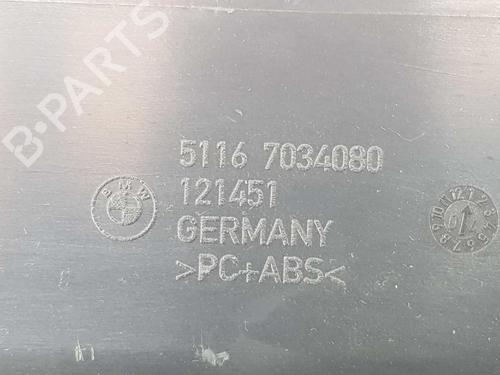 B-PARTS
5116 7034080
BMW
121451
GERMANY
>PC+ABS<